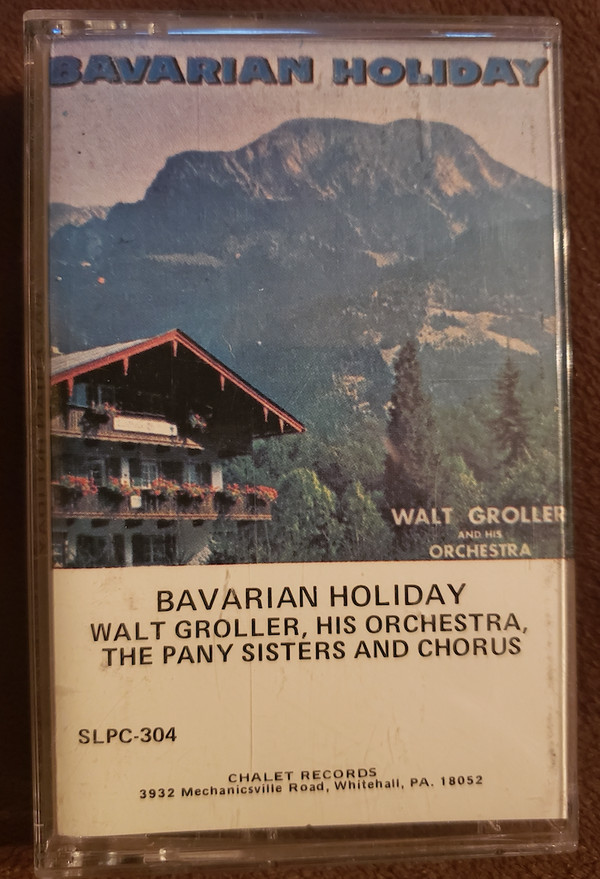 BAVARIAN HOLIDAY
WALT GROLLER
AND HIS
ORCHESTRA
BAVARIAN HOLIDAY
WALT GROLLER, HIS ORCHESTRA,
THE PANY SISTERS AND CHORUS
SLPC-304
CHALET RECORDS
3932 Mechanicsville Road, Whitehall, PA. 18052